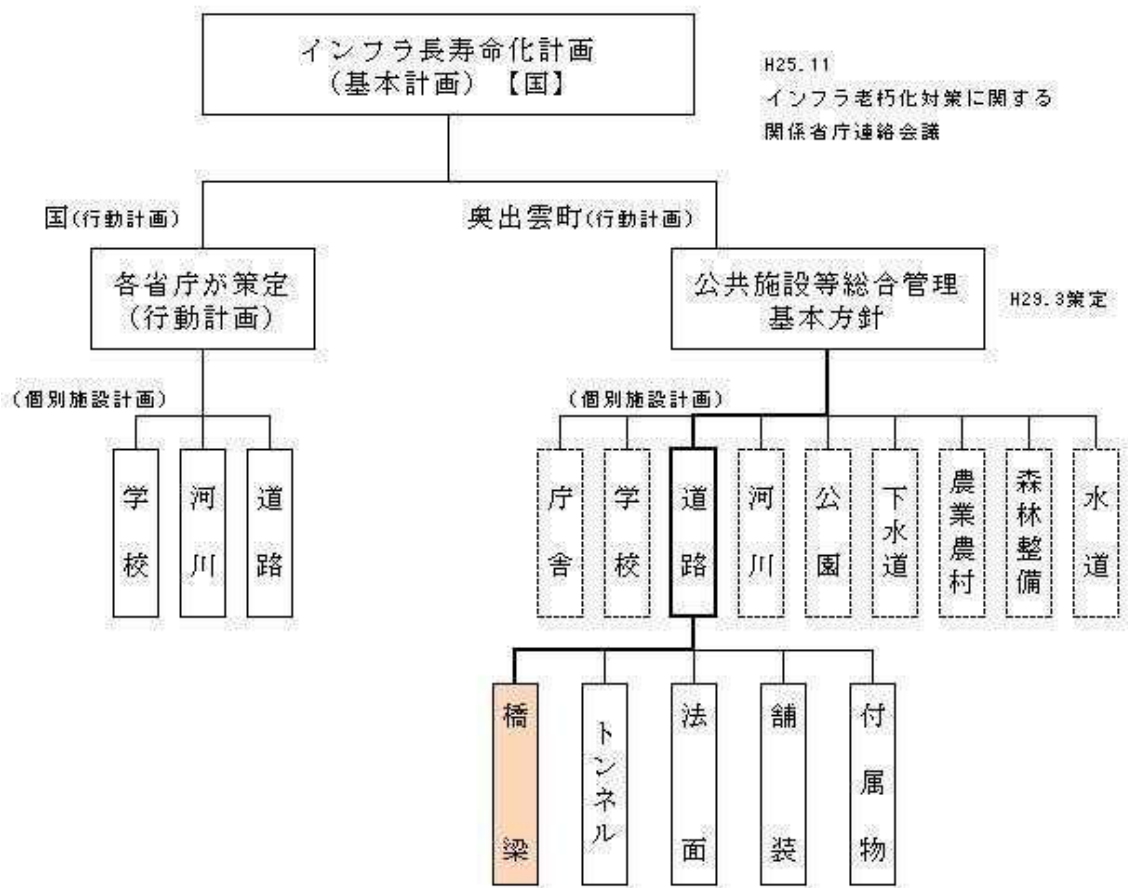 インフラ長寿命化計画
(基本計画)【国】
H25.11
インフラ老朽化対策に関する
関係省庁連絡会議
国(行動計画)
奥出雲町(行動計画)
各省庁が策定
(行動計画)
公共施設等総合管理
基本方針
H29.3策定
(個別施設計画)
学校
河川
道路
(個別施設計画)
庁舎
学校
道路
河川
公園
下水道
農業農村
森林整備
水道
橋梁
トンネル
法面
舗装
付属物